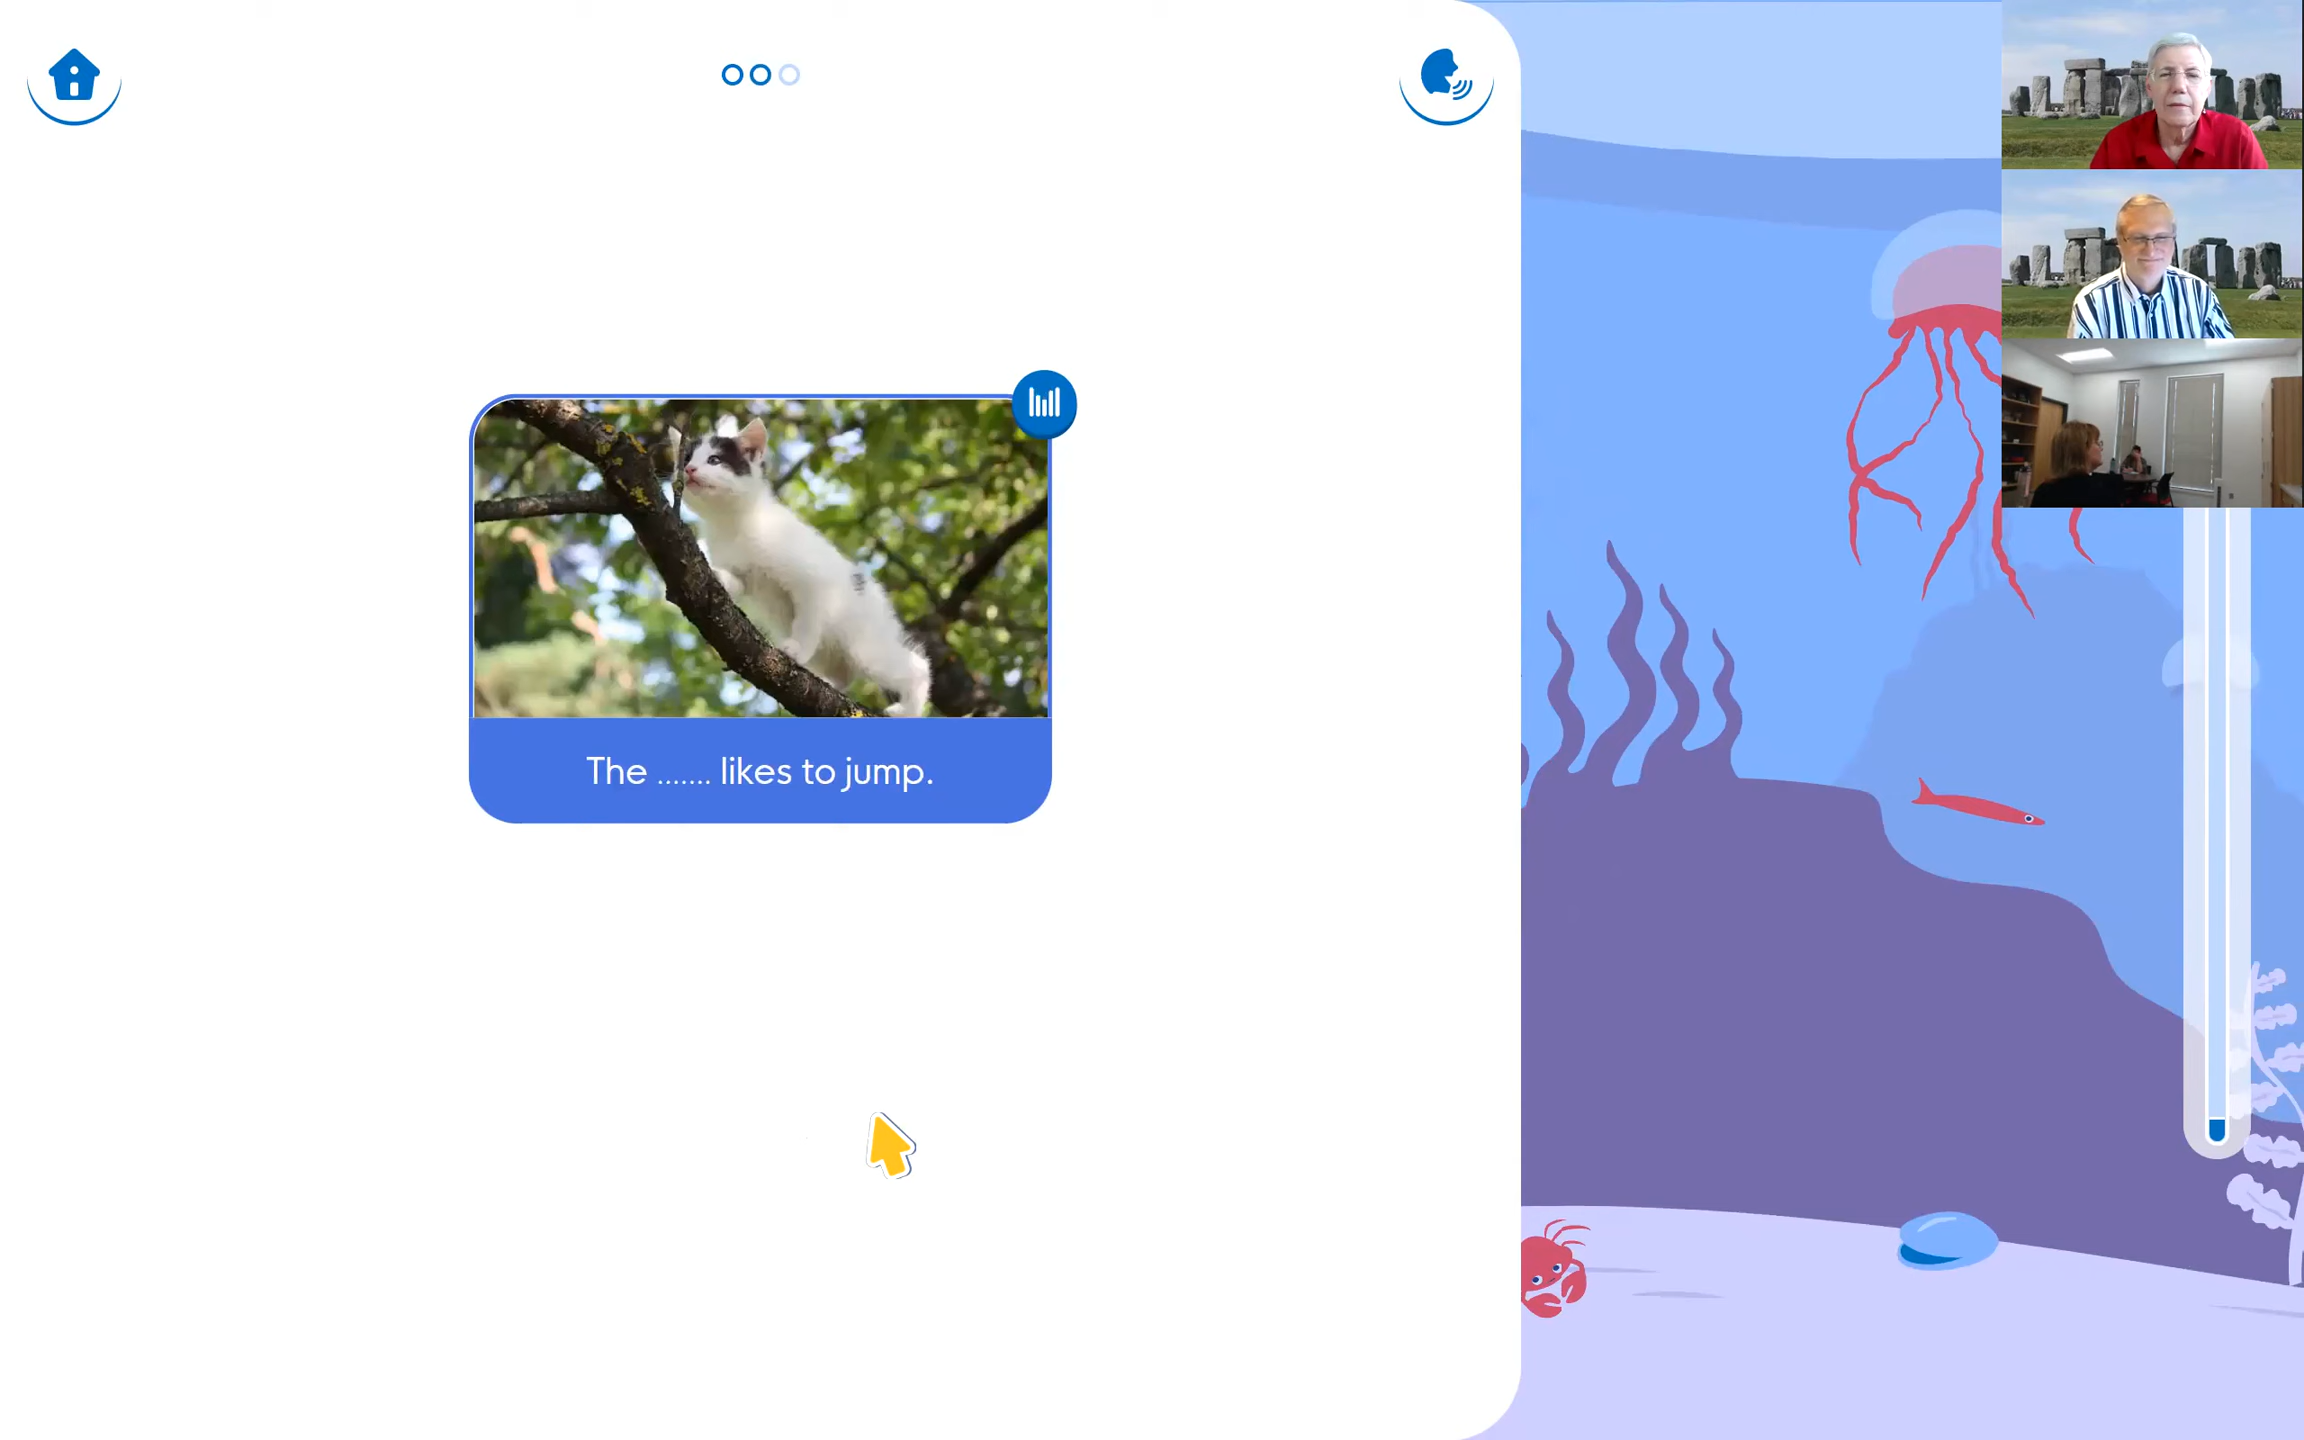 The ....... likes to jump.